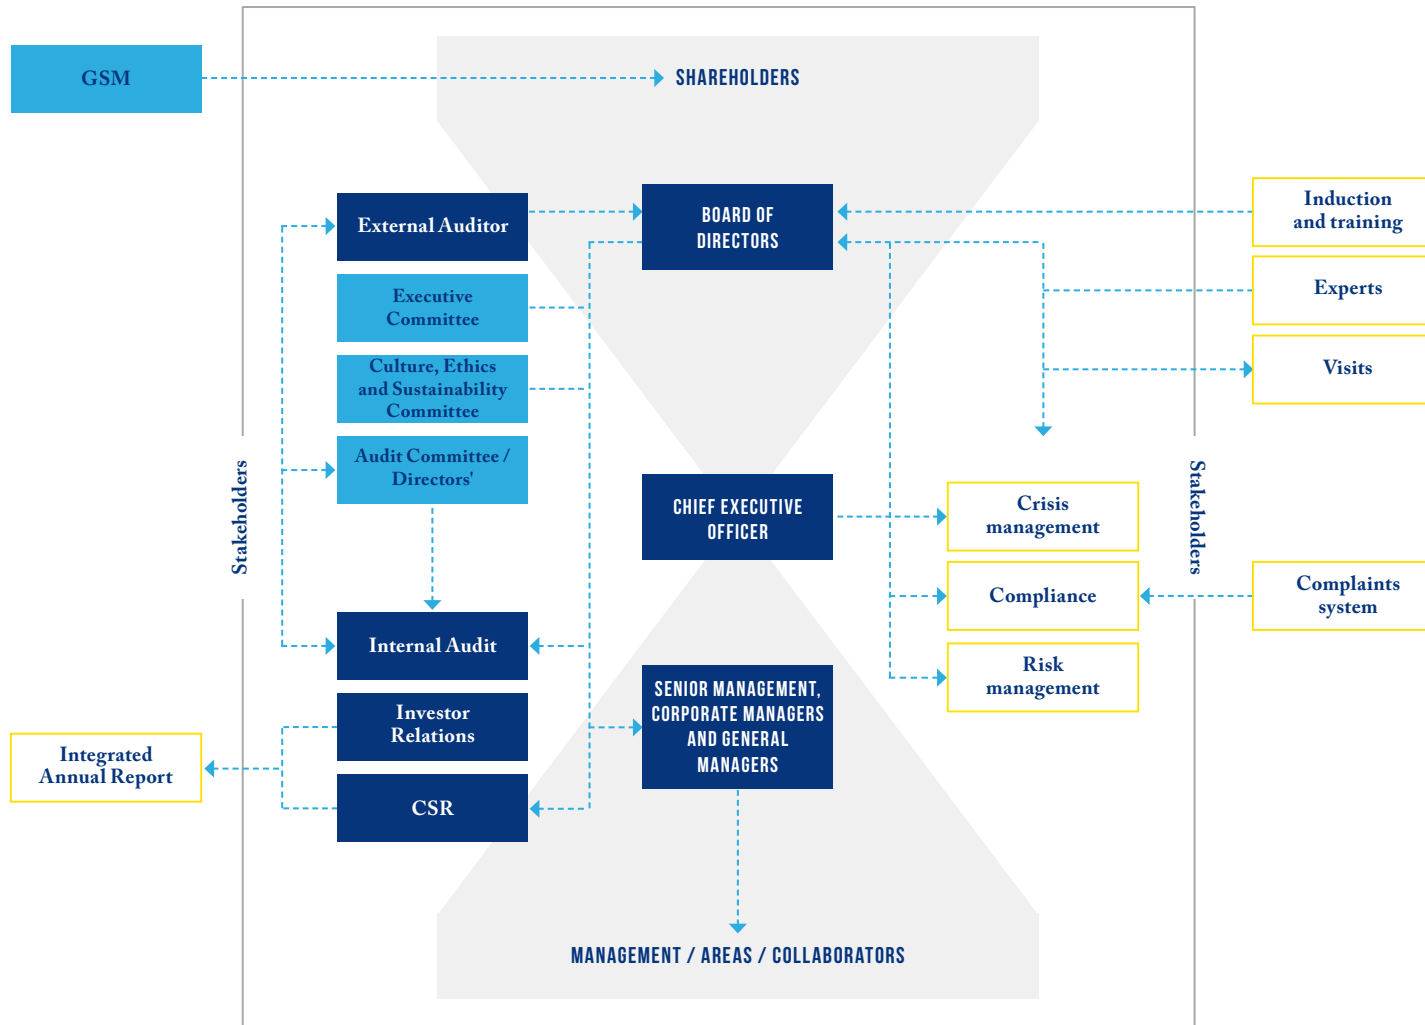 GSM
SHAREHOLDERS
External Auditor
BOARD OF
DIRECTORS
Induction
and training
Executive
Committee
Experts
Culture, Ethics
and Sustainability
Committee
Visits
Audit Committee /
Directors'
Stakeholders
CHIEF EXECUTIVE
OFFICER
Crisis
management
Stakeholders
Compliance
Complaints
system
Internal Audit
Risk
management
SENIOR MANAGEMENT,
CORPORATE MANAGERS
AND GENERAL
MANAGERS
Investor
Relations
Integrated
Annual Report
CSR
MANAGEMENT / AREAS / COLLABORATORS